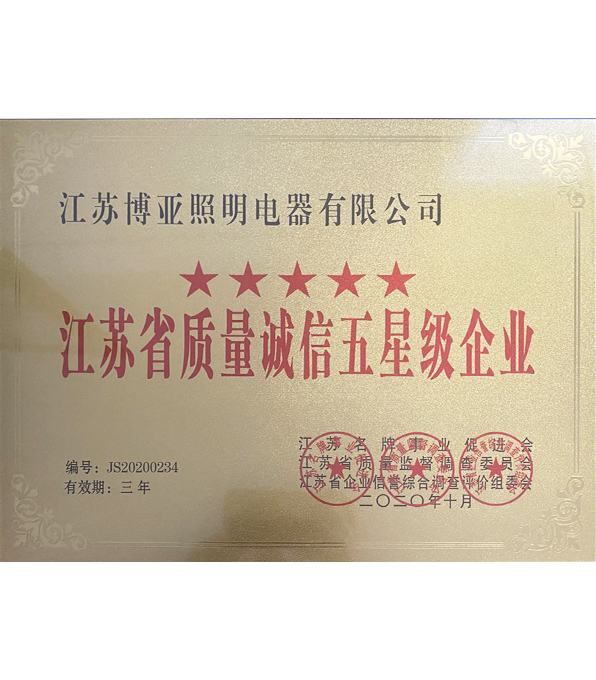 江苏博亚照明电器有限公司
★★★★★
江苏省质量诚信五星级企业
江苏名牌事业促进会
江苏省质量监督调查委员会
江苏省企业信誉综合调查评价组委会
二〇二〇年十月
编号：JS20200234
有效期：三年